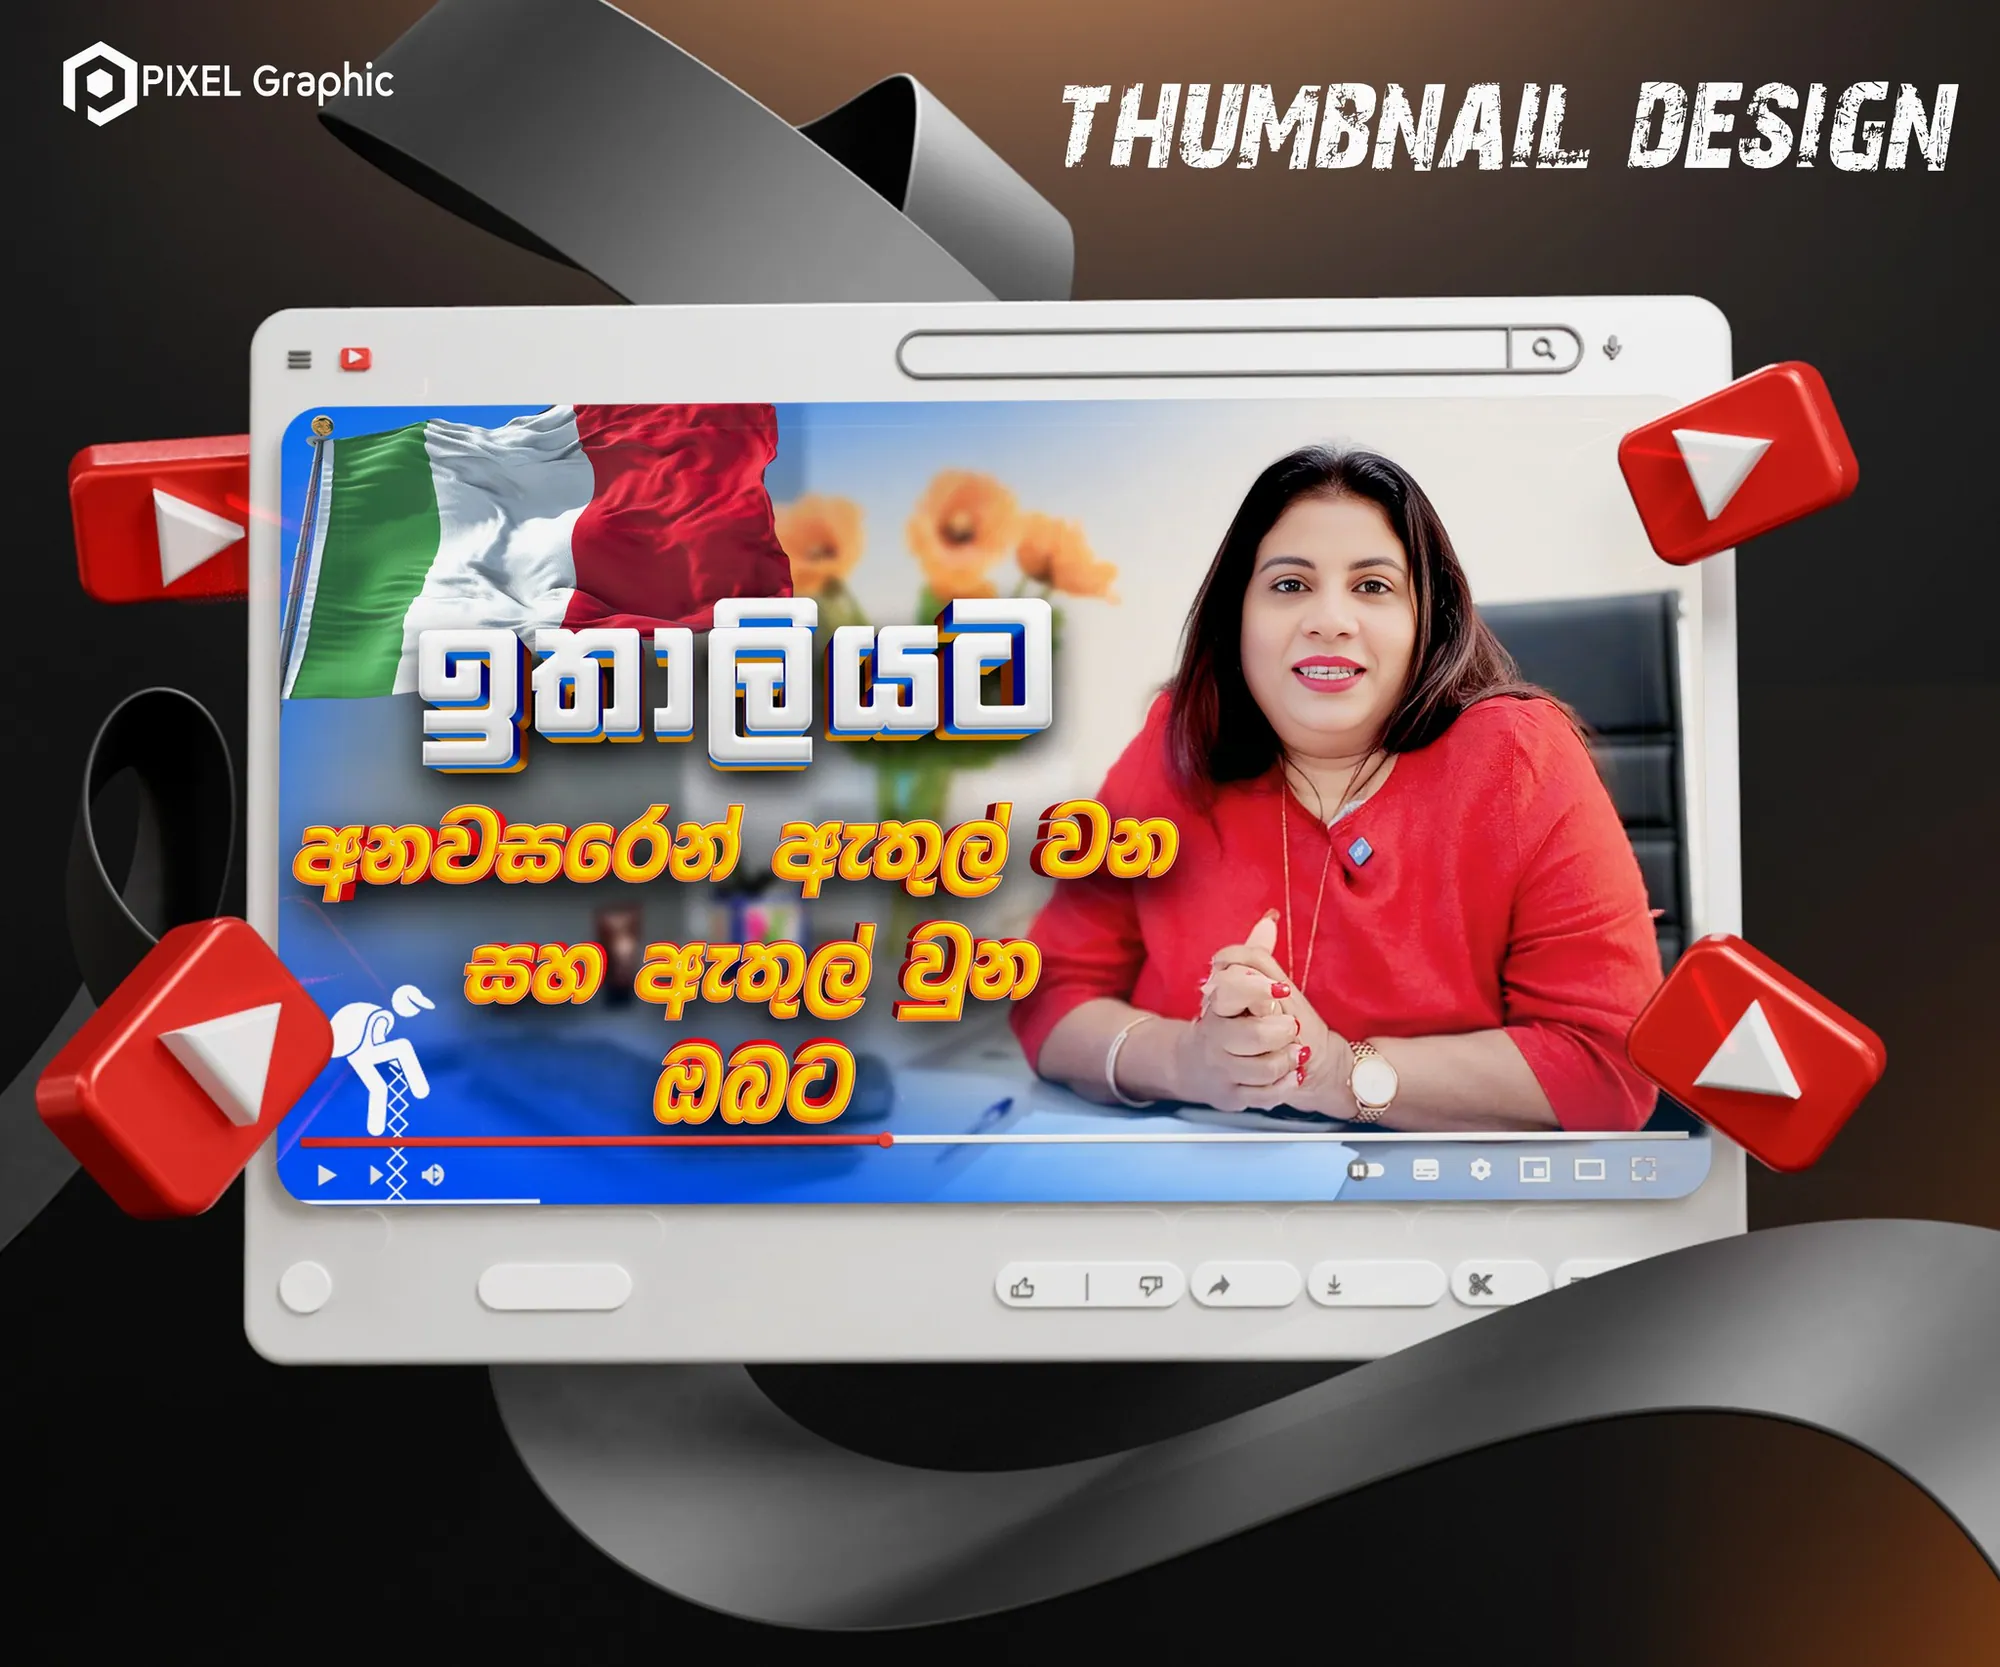 PIXEL Graphic
THUMBNAIL DESIGN
ඉතාලියට
අනවසරෙන් ඇතුල් වන
සහ ඇතුල් වුන
ඔබට